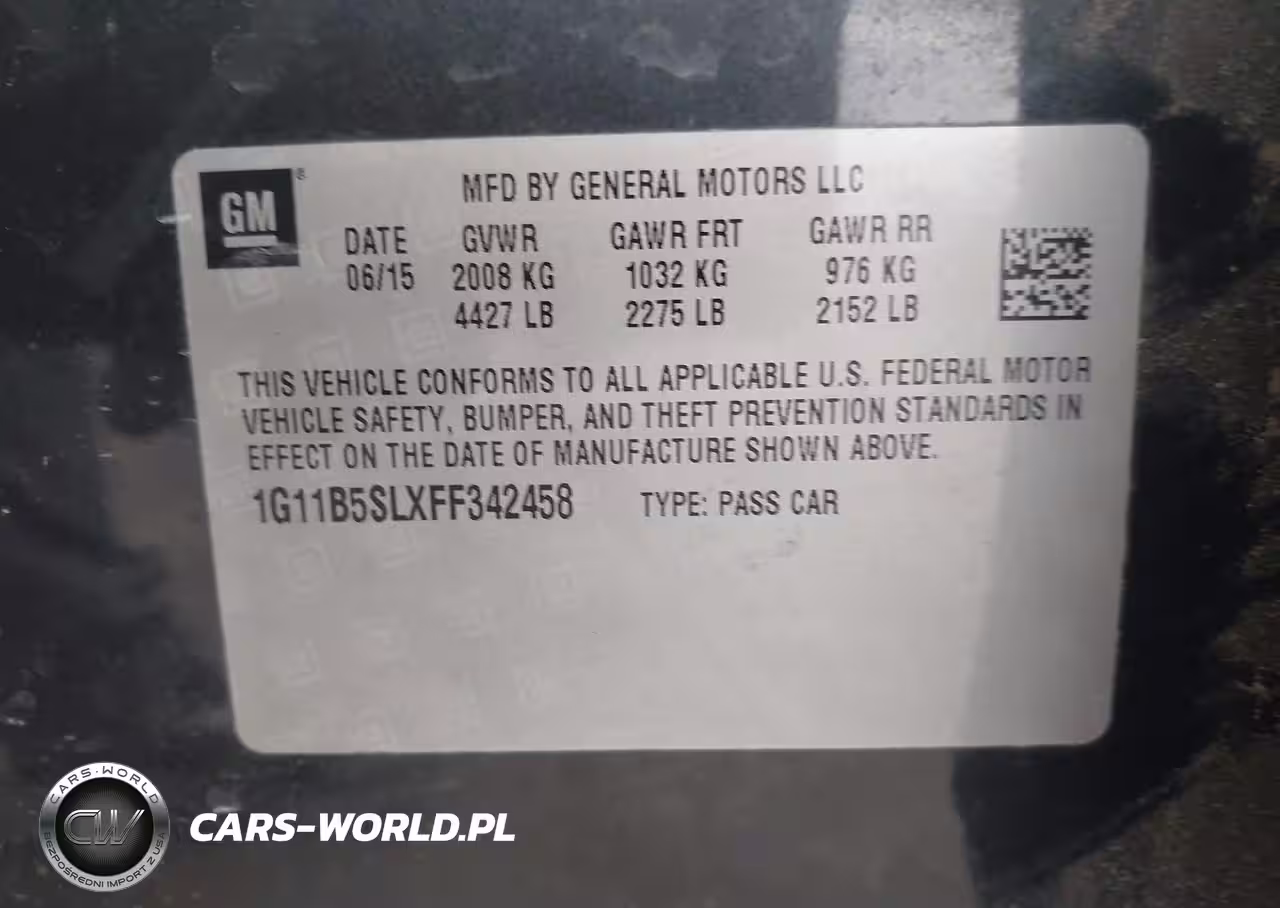 GM ®
MFD BY GENERAL MOTORS LLC
DATE GVWR GAWR FRT GAWR RR
06/15 2008 KG 1032 KG 976 KG
4427 LB 2275 LB 2152 LB
THIS VEHICLE CONFORMS TO ALL APPLICABLE U.S. FEDERAL MOTOR
VEHICLE SAFETY, BUMPER, AND THEFT PREVENTION STANDARDS IN
EFFECT ON THE DATE OF MANUFACTURE SHOWN ABOVE.
1G11B5SLXFF342458 TYPE: PASS CAR
CARS-WORLD
CW
BEZPOŚREDNI IMPORT Z USA
CARS-WORLD.PL